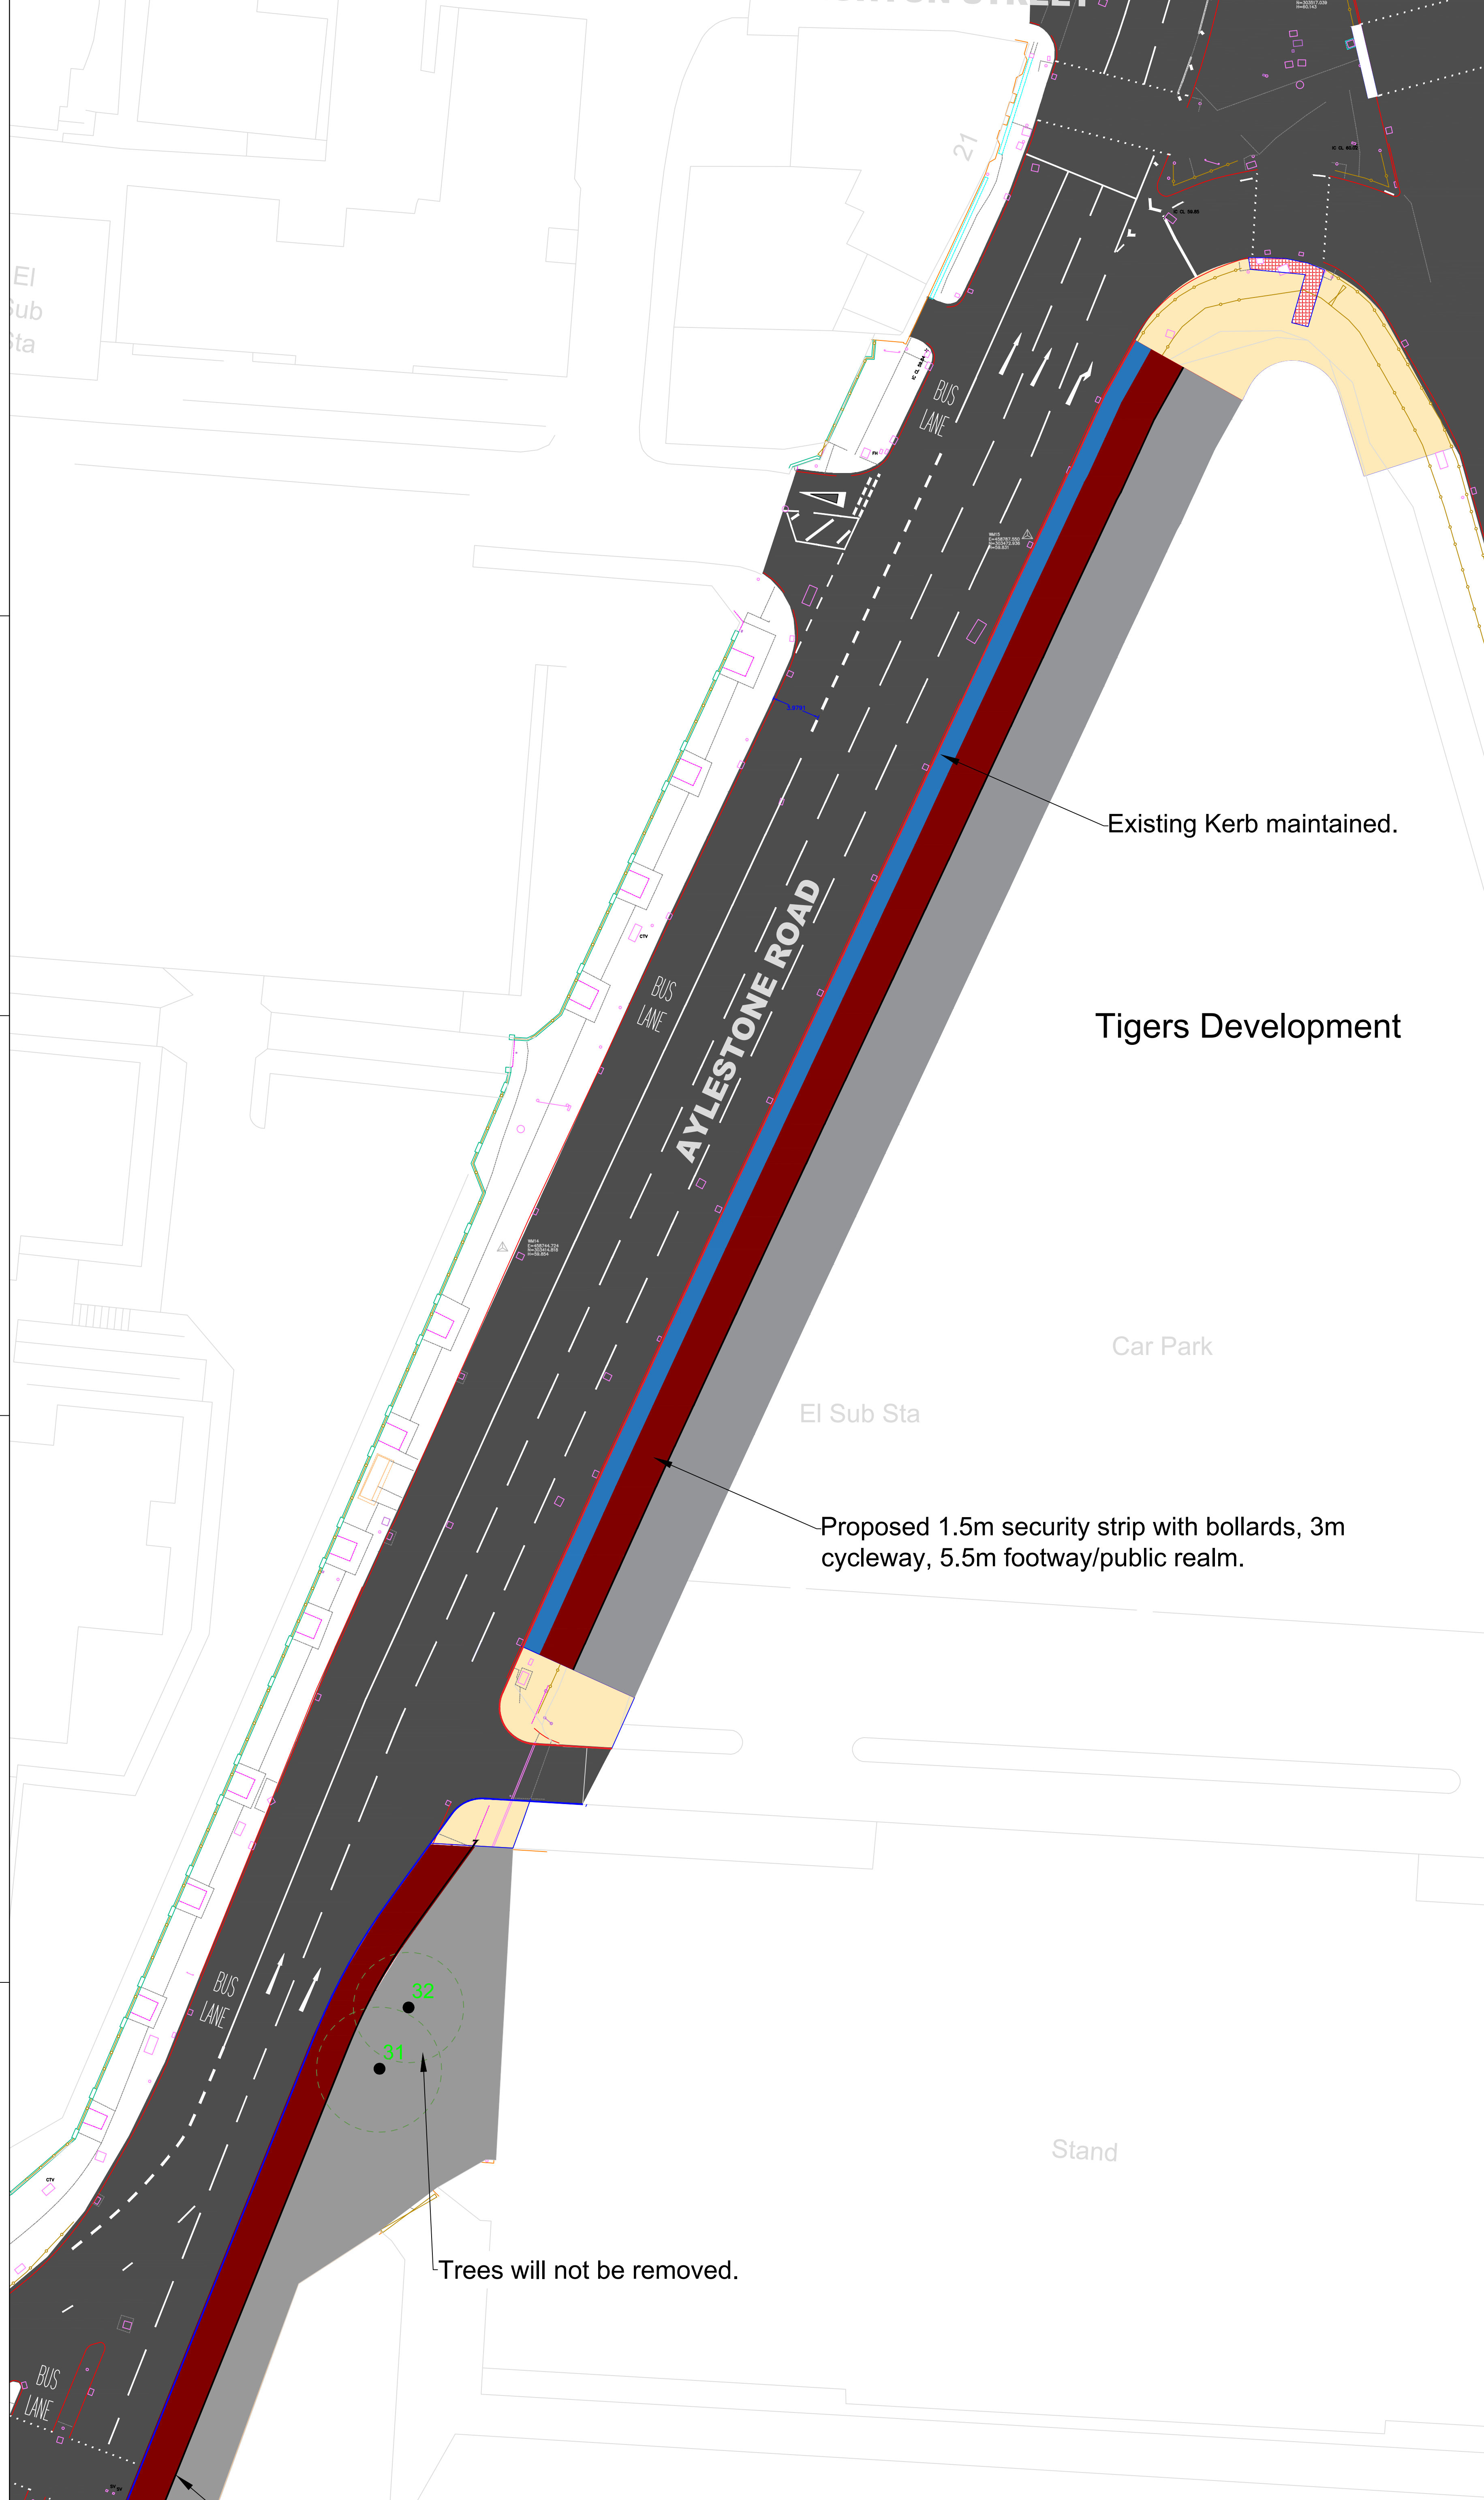 21
El
Sub
Sta
BUS
LANE
Existing Kerb maintained.
AYLESTONE ROAD
Tigers Development
CTV
BUS
LANE
Car Park
El Sub Sta
Proposed 1.5m security strip with bollards, 3m
cycleway, 5.5m footway/public realm.
BUS
LANE
32
31
Stand
CTV
Trees will not be removed.
BUS
LANE